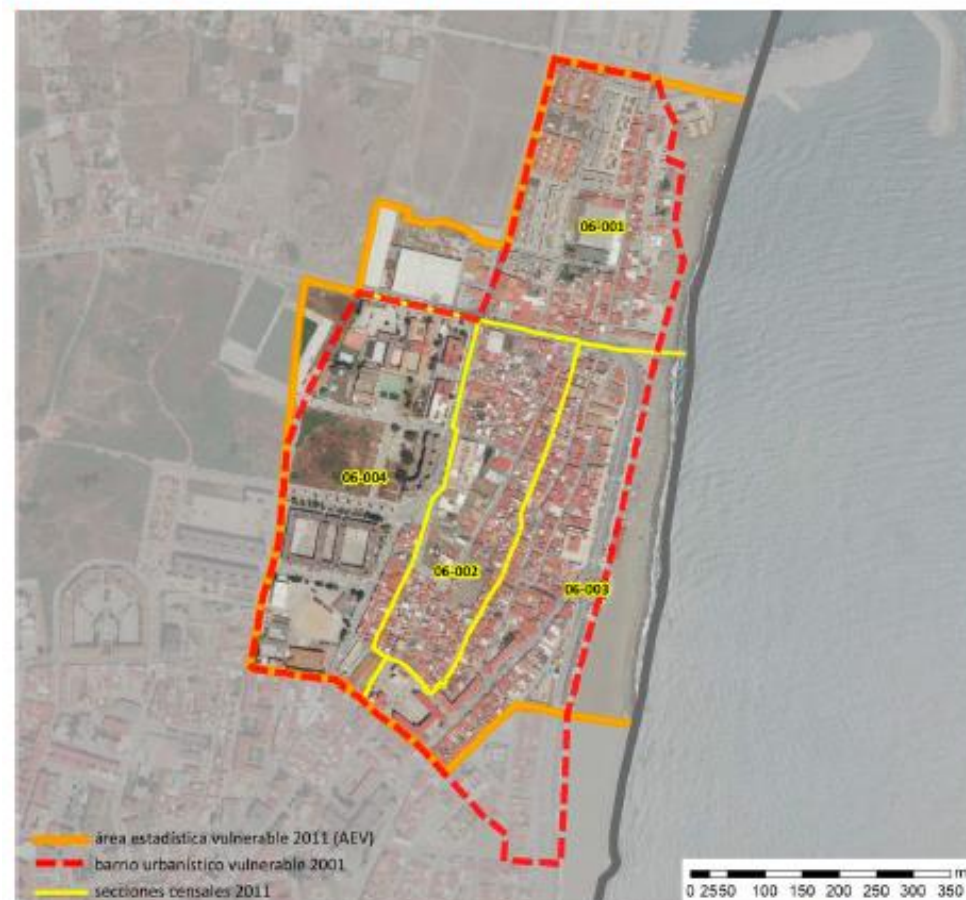 06-001
06-004
06-002
06-003
área estadística vulnerable 2011 (AEV)
barrio urbanístico vulnerable 2001
secciones censales 2011
m
0 25 50 100 150 200 250 300 350